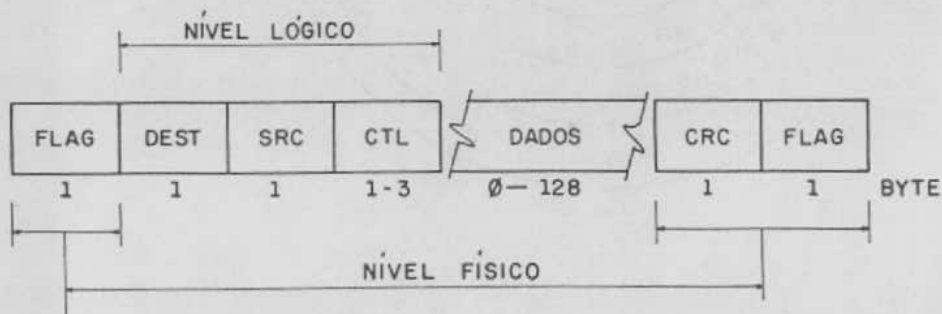 NÍVEL LÓGICO
FLAG DEST SRC CTL DADOS CRC FLAG
1 1 1 1-3 Ø—128 1 1 BYTE
NÍVEL FÍSICO